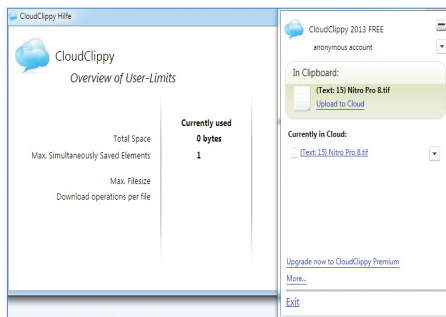 CloudClippy Hilfe
CloudClippy
Overview of User-Limits
Currently used
Total Space 0 bytes
Max. Simultaneously Saved Elements 1
Max. Filesize
Download operations per file
CloudClippy 2013 FREE
anonymous account
In Clipboard:
(Text: 15) Nitro Pro 8.tif
Upload to Cloud
Currently in Cloud:
(Text: 15) Nitro Pro 8.tif
Upgrade now to CloudClippy Premium
More...
Exit